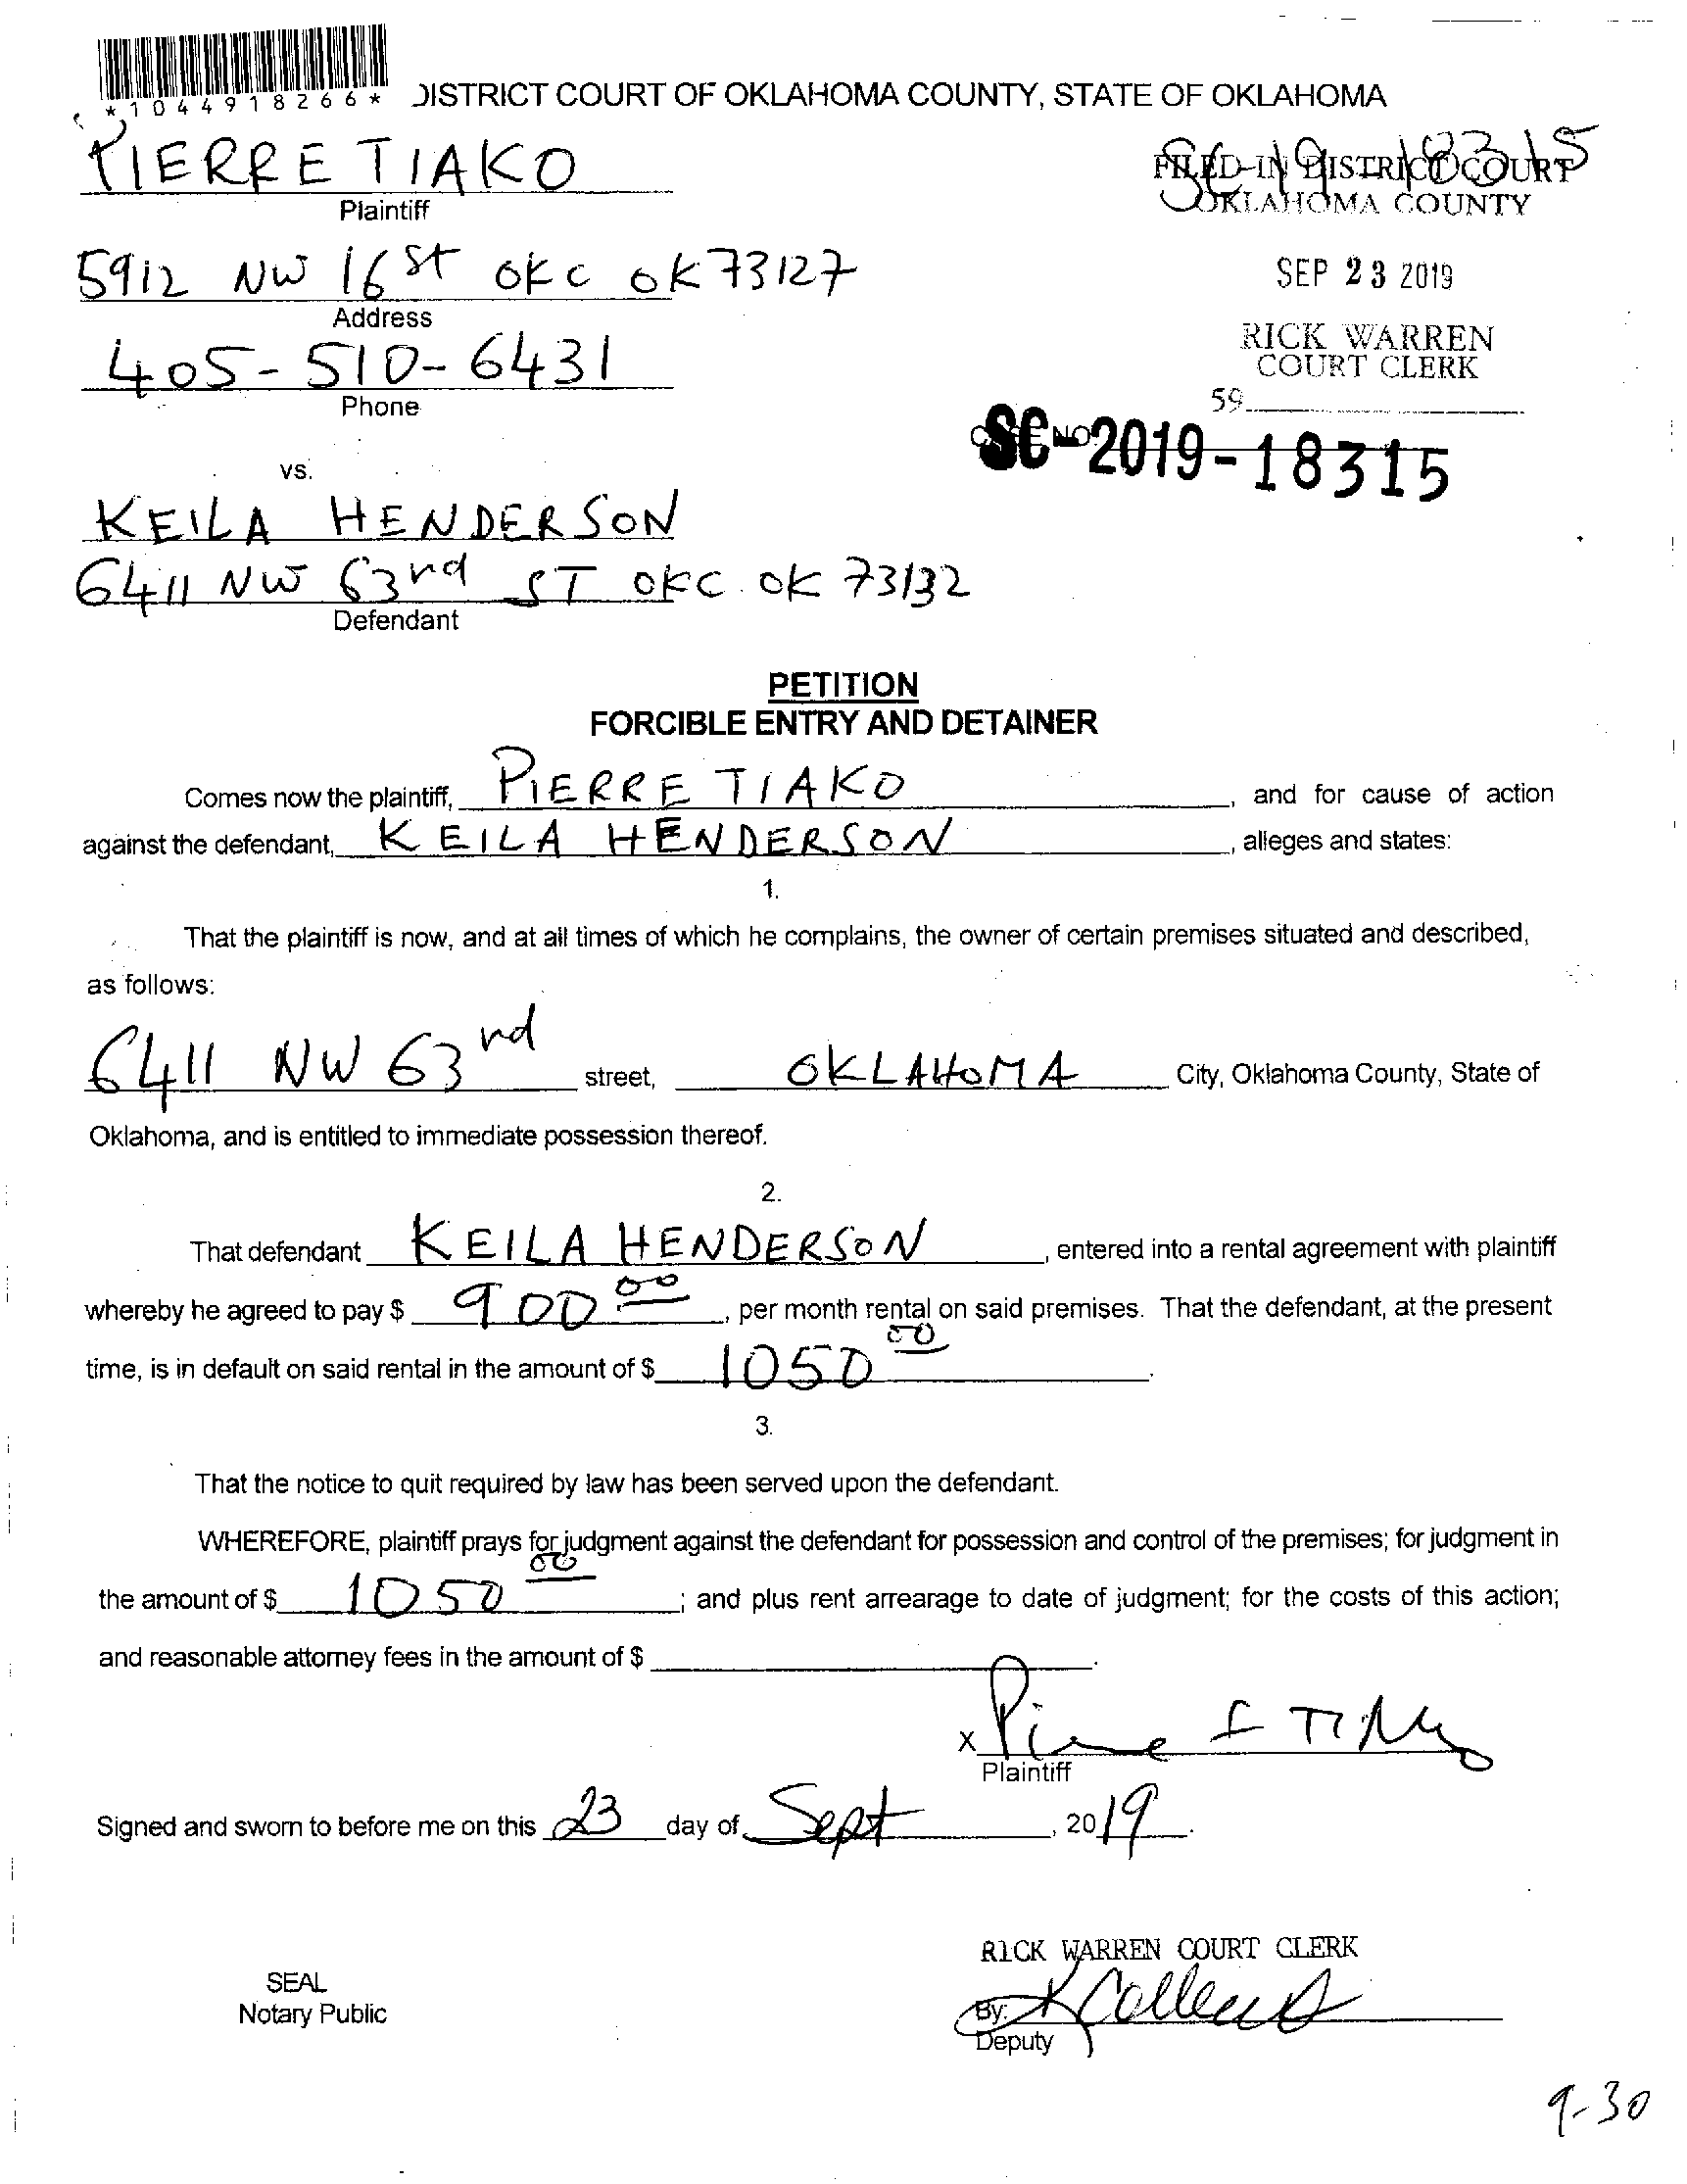 *1044918266* DISTRICT COURT OF OKLAHOMA COUNTY, STATE OF OKLAHOMA
PIERRE TIAKO
Plaintiff
SC-19-18315
FILED IN DISTRICT COURT
OKLAHOMA COUNTY
5912 NW 16 St OKC OK 73127
Address
SEP 23 2019
405-510-6431
Phone
RICK WARREN
COURT CLERK
59
CASE NO.
SC-2019-18315
vs.
KEILA HENDERSON
6411 NW 63rd ST OKC OK 73132
Defendant
PETITION
FORCIBLE ENTRY AND DETAINER
Comes now the plaintiff, PIERRE TIAKO, and for cause of action
against the defendant, KEILA HENDERSON, alleges and states:
1.
That the plaintiff is now, and at all times of which he complains, the owner of certain premises situated and described,
as follows:
6411 NW 63rd street, OKLAHOMA City, Oklahoma County, State of
Oklahoma, and is entitled to immediate possession thereof.
2.
That defendant KEILA HENDERSON, entered into a rental agreement with plaintiff
whereby he agreed to pay $ 900 00, per month rental on said premises. That the defendant, at the present
time, is in default on said rental in the amount of $ 1050 00.
3.
That the notice to quit required by law has been served upon the defendant.
WHEREFORE, plaintiff prays for judgment against the defendant for possession and control of the premises; for judgment in
the amount of $ 1050 00; and plus rent arrearage to date of judgment; for the costs of this action;
and reasonable attorney fees in the amount of $ .
X
Plaintiff
Signed and sworn to before me on this 23 day of Sept, 2019.
RICK WARREN COURT CLERK
SEAL
Notary Public
By:
Deputy
9-30